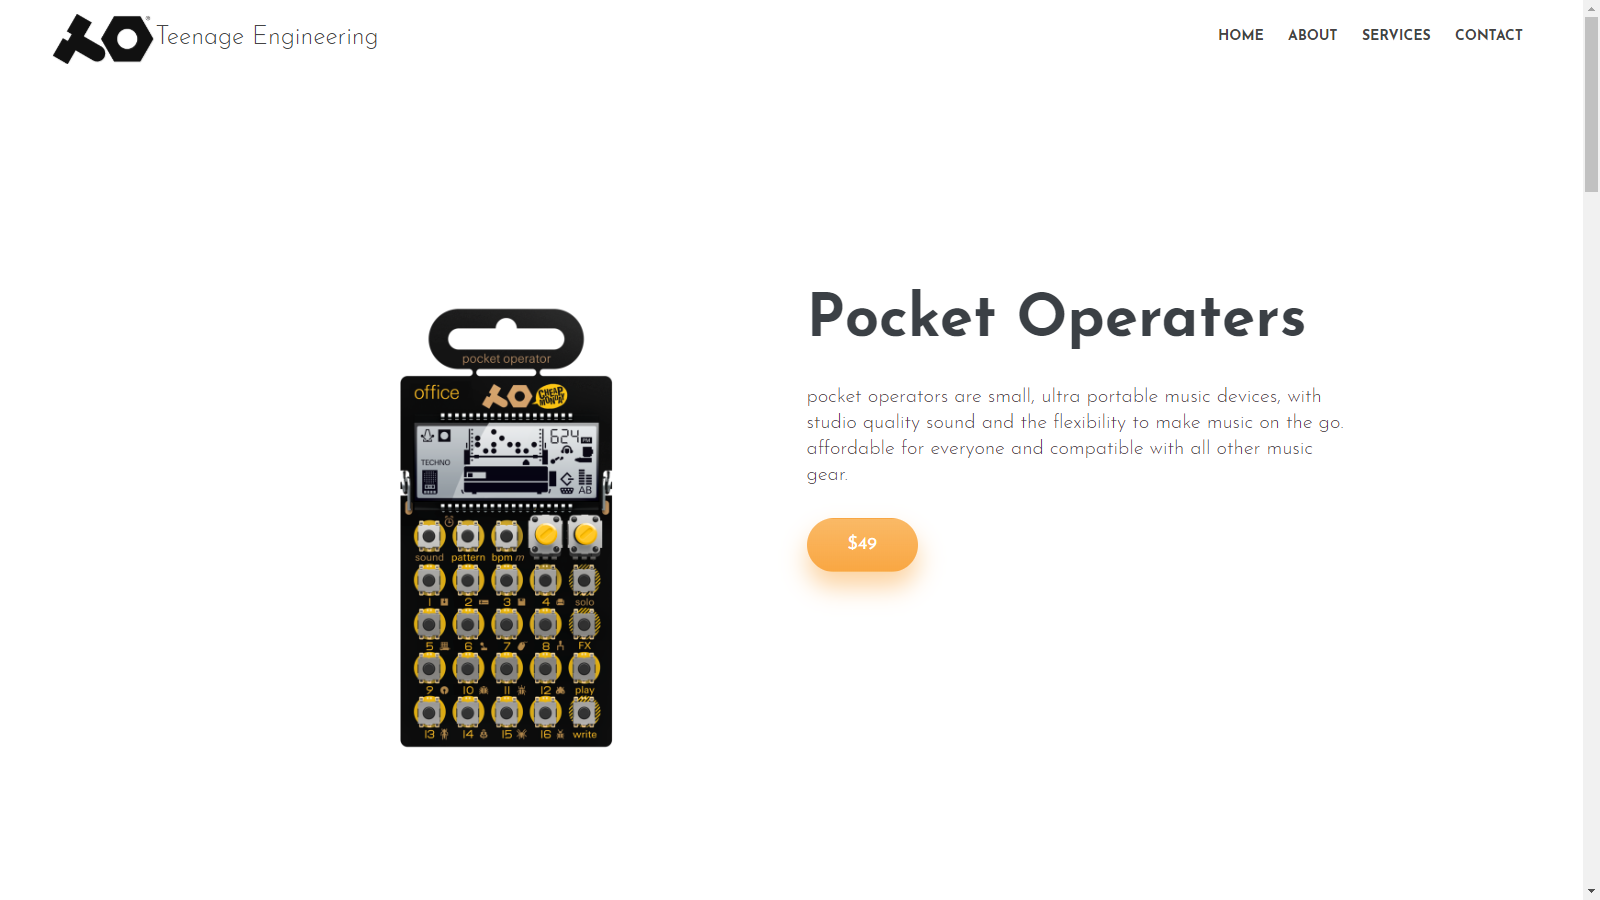 Teenage Engineering
HOME ABOUT SERVICES CONTACT
Pocket Operaters
pocket operators are small, ultra portable music devices, with
studio quality sound and the flexibility to make music on the go.
affordable for everyone and compatible with all other music
gear.
$49
pocket operator
office
CHEAP MONDAY
624 PM
TECHNO
AB
sound pattern bpm m
1 2 3 4 solo
5 6 7 8 FX
9 10 11 12 play
13 14 15 16 write